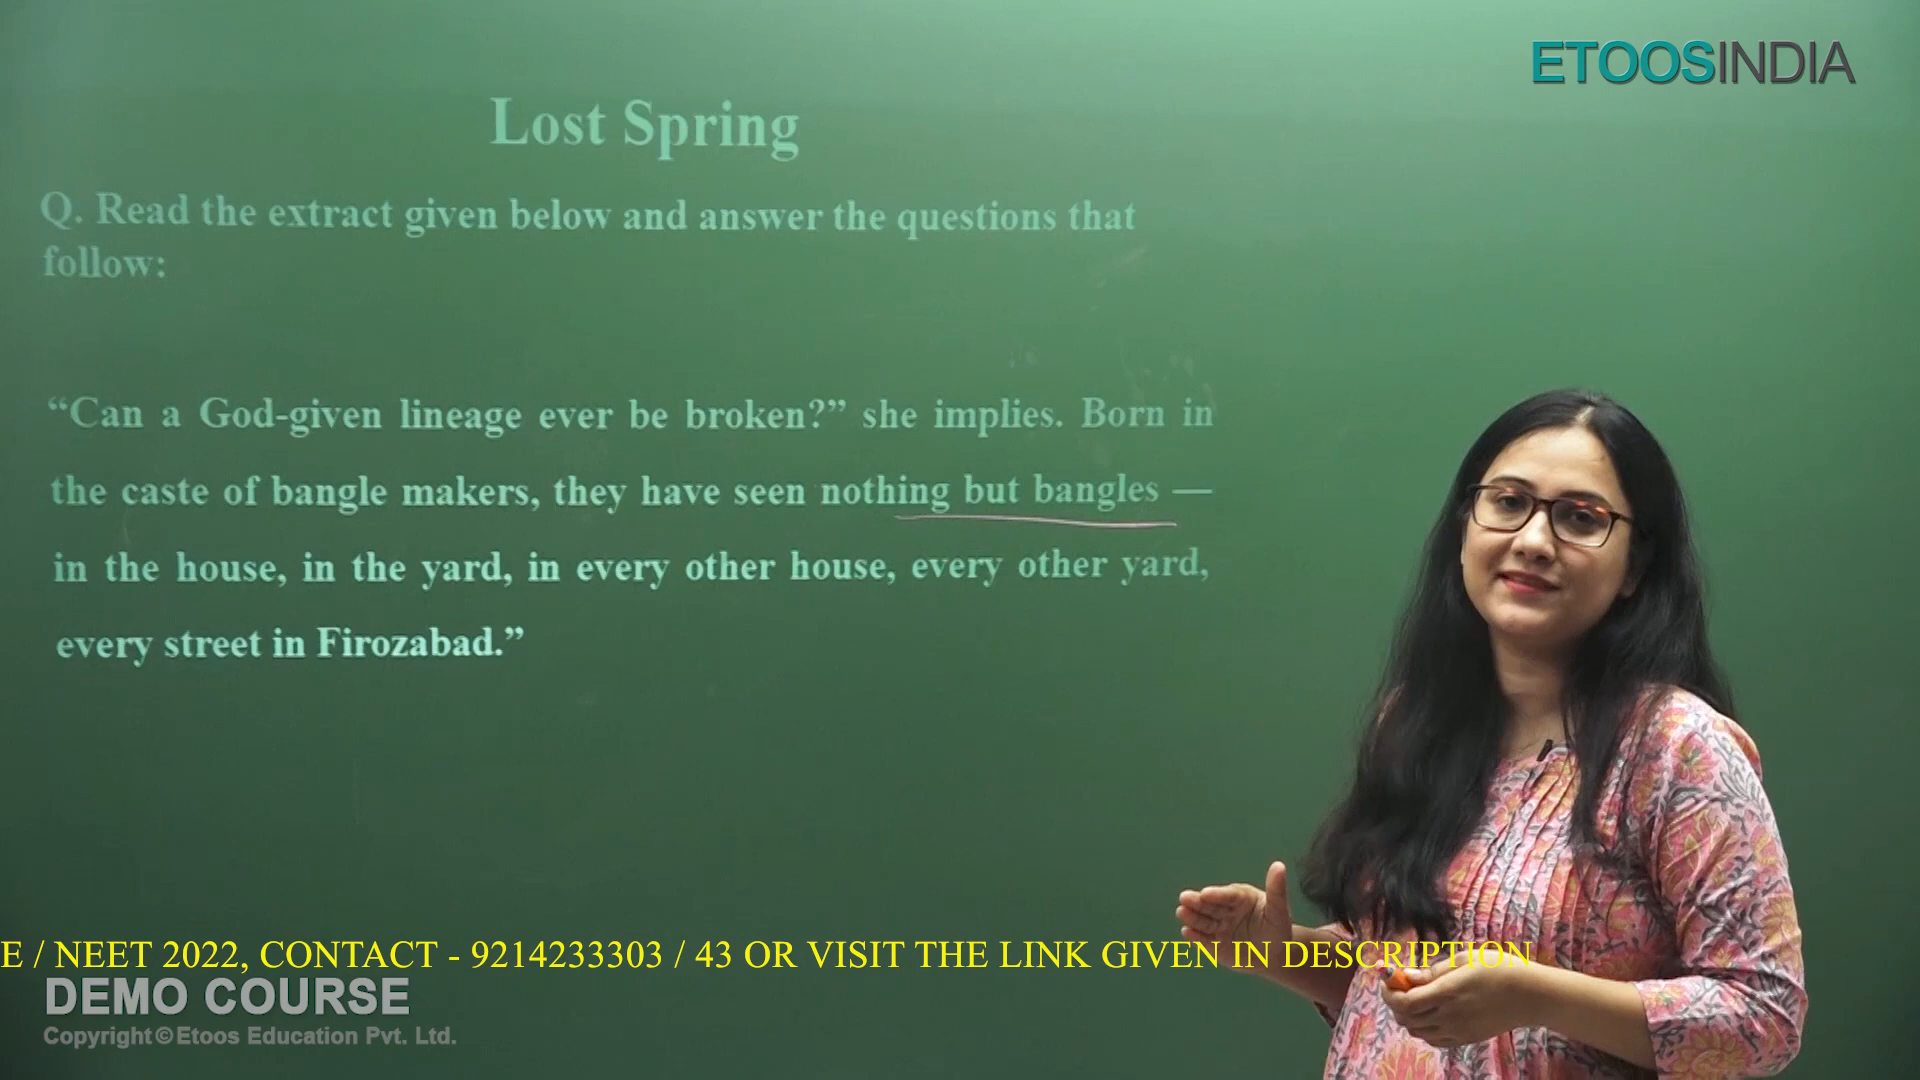 ETOOSINDIA
Lost Spring
Q. Read the extract given below and answer the questions that
follow:
“Can a God-given lineage ever be broken?” she implies. Born in
the caste of bangle makers, they have seen nothing but bangles —
in the house, in the yard, in every other house, every other yard,
every street in Firozabad.”
E / NEET 2022, CONTACT - 9214233303 / 43 OR VISIT THE LINK GIVEN IN DESCRIPTION
DEMO COURSE
Copyright © Etoos Education Pvt. Ltd.